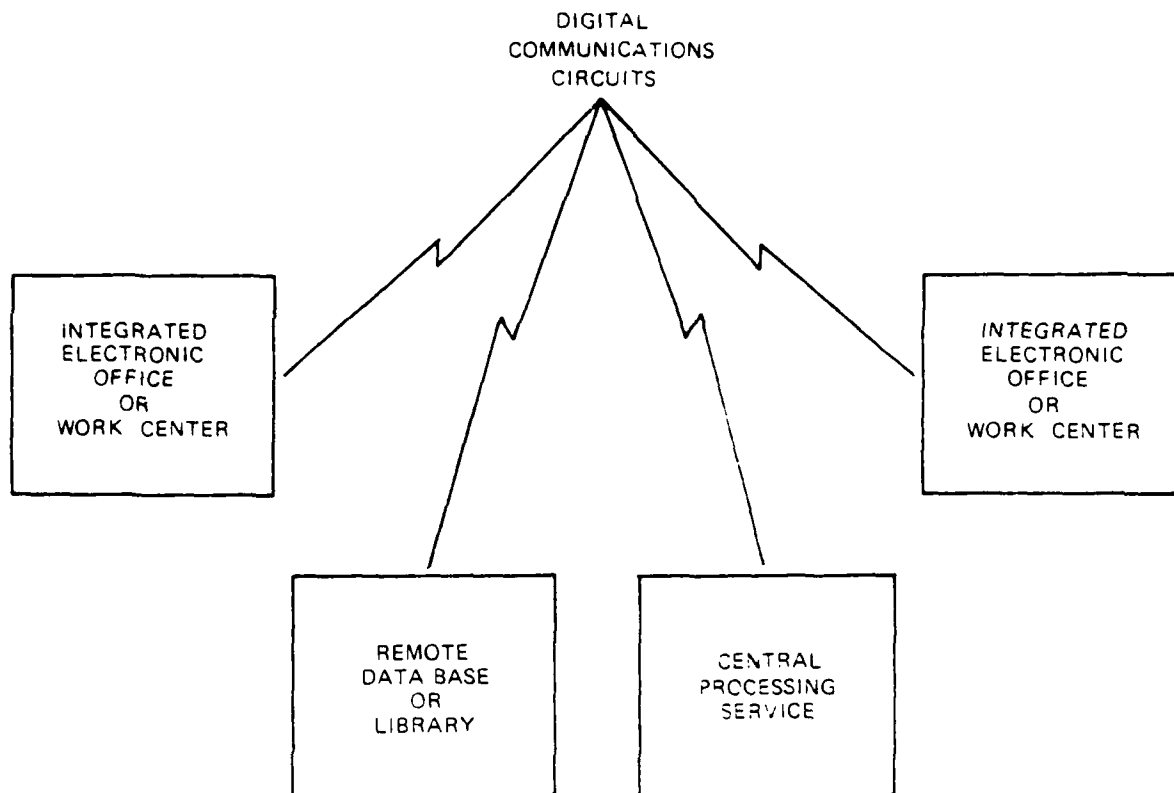 DIGITAL
COMMUNICATIONS
CIRCUITS
INTEGRATED
ELECTRONIC
OFFICE
OR
WORK CENTER
INTEGRATED
ELECTRONIC
OFFICE
OR
WORK CENTER
REMOTE
DATA BASE
OR
LIBRARY
CENTRAL
PROCESSING
SERVICE